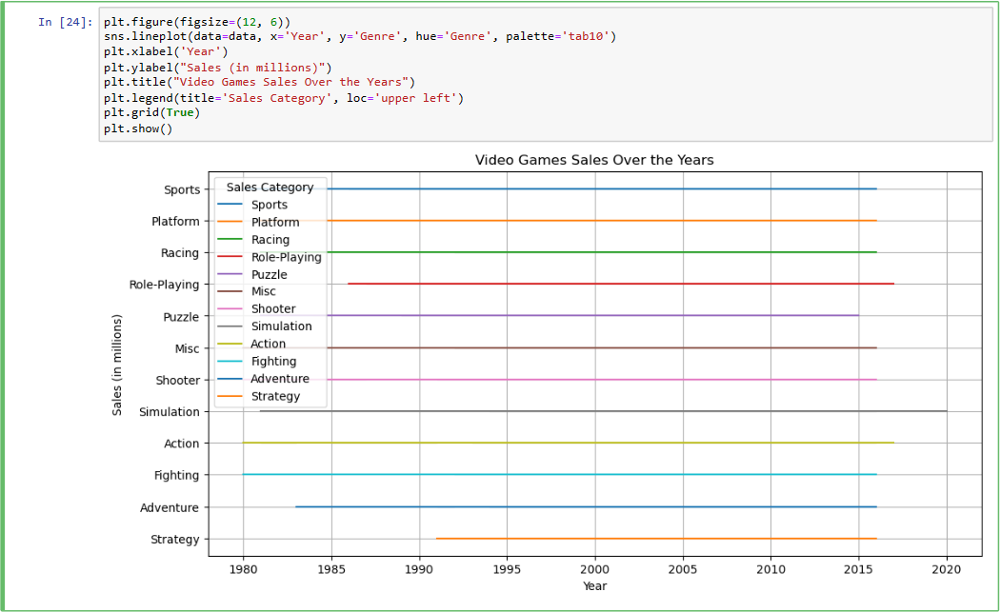 In [24]: plt.figure(figsize=(12, 6))
sns.lineplot(data=data, x='Year', y='Genre', hue='Genre', palette='tab10')
plt.xlabel('Year')
plt.ylabel("Sales (in millions)")
plt.title("Video Games Sales Over the Years")
plt.legend(title='Sales Category', loc='upper left')
plt.grid(True)
plt.show()
Video Games Sales Over the Years
Sales (in millions)
Sports
Platform
Racing
Role-Playing
Puzzle
Misc
Shooter
Simulation
Action
Fighting
Adventure
Strategy
Sales Category
Sports
Platform
Racing
Role-Playing
Puzzle
Misc
Shooter
Simulation
Action
Fighting
Adventure
Strategy
1980 1985 1990 1995 2000 2005 2010 2015 2020
Year